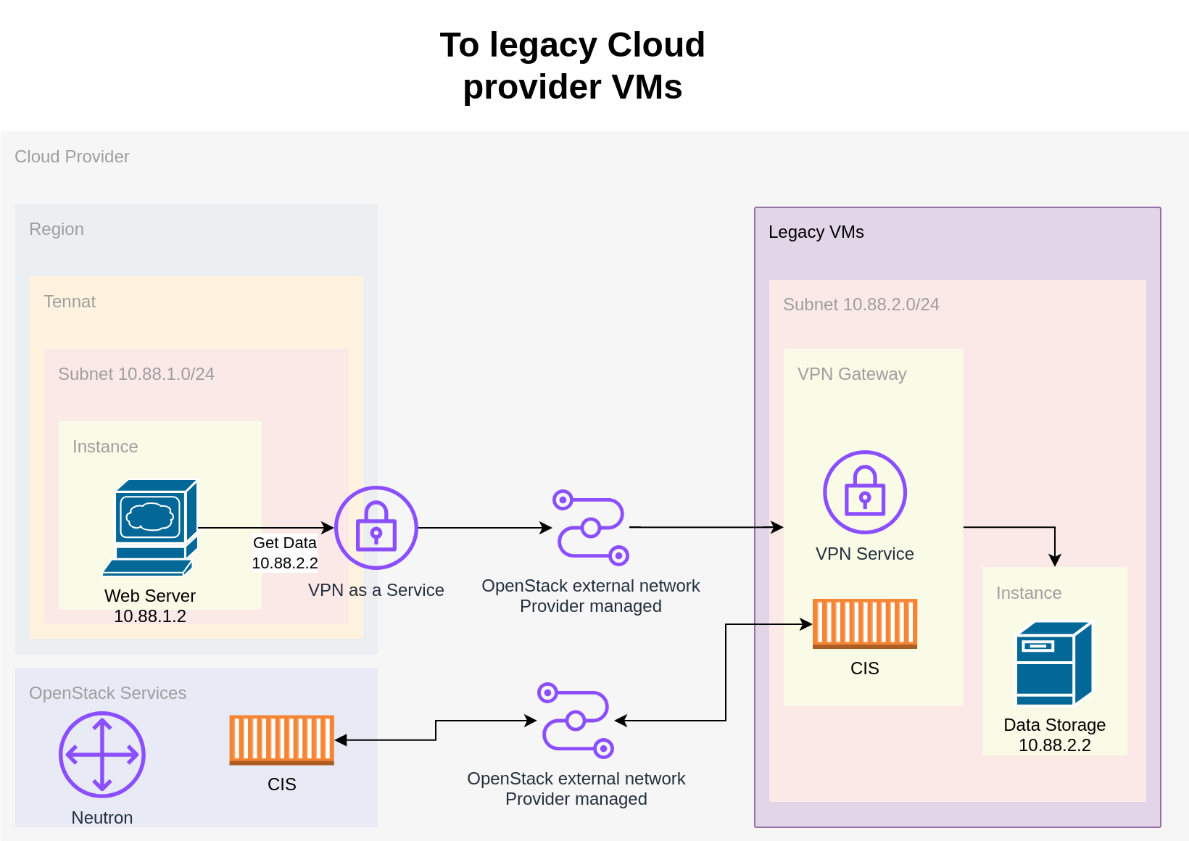 To legacy Cloud
provider VMs
Cloud Provider
Region
Tennat
Subnet 10.88.1.0/24
Instance
Web Server
10.88.1.2
Get Data
10.88.2.2
VPN as a Service
OpenStack external network
Provider managed
Legacy VMs
Subnet 10.88.2.0/24
VPN Gateway
VPN Service
CIS
Instance
Data Storage
10.88.2.2
OpenStack Services
Neutron
CIS
OpenStack external network
Provider managed